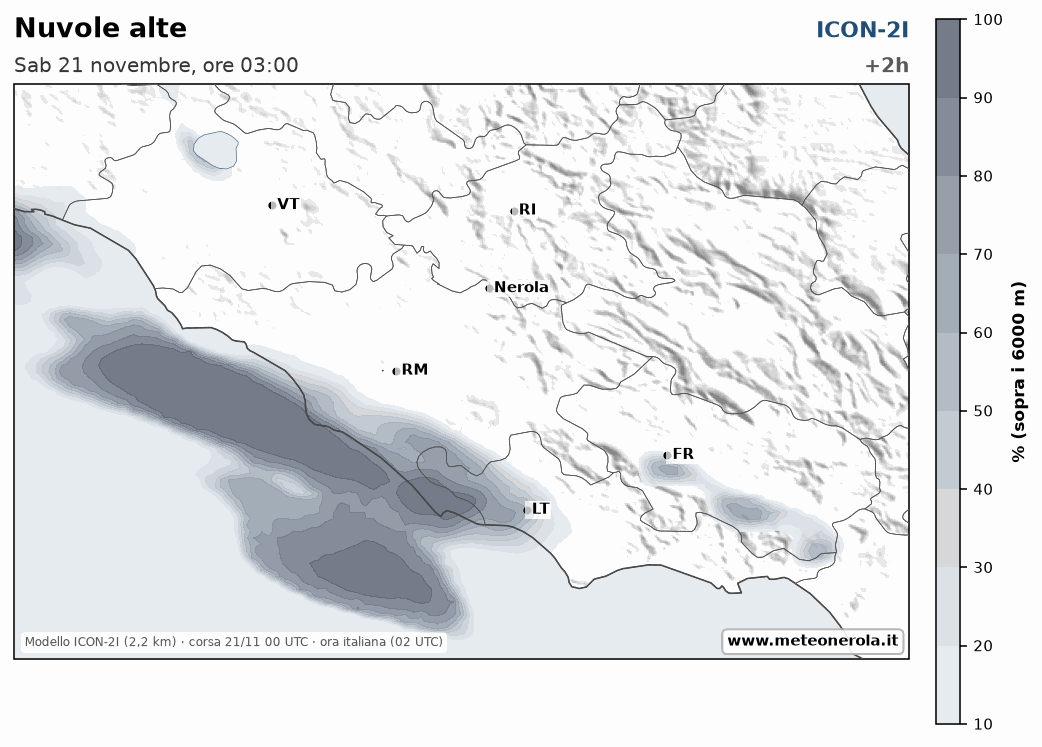 Nuvole alte
ICON-2I
Sab 21 novembre, ore 03:00
+2h
VT
RI
Nerola
RM
FR
LT
Modello ICON-2I (2,2 km) · corsa 21/11 00 UTC · ora italiana (02 UTC)
www.meteonerola.it
100
90
80
70
60
50
40
30
20
10
% (sopra i 6000 m)